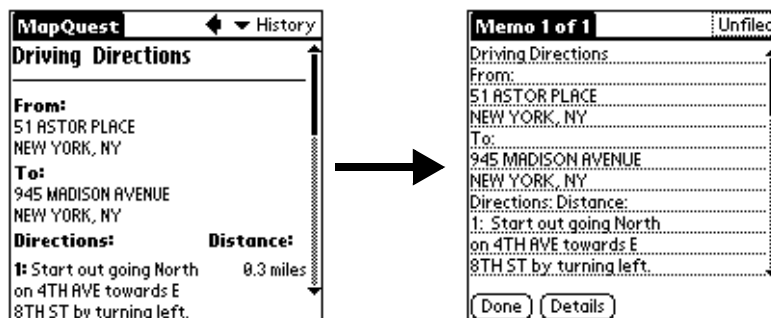 MapQuest
History
Driving Directions
From:
51 ASTOR PLACE
NEW YORK, NY
To:
945 MADISON AVENUE
NEW YORK, NY
Directions: Distance:
1: Start out going North 0.3 miles
on 4TH AVE towards E
8TH ST by turning left.
Memo 1 of 1
Unfiled
Driving Directions
From:
51 ASTOR PLACE
NEW YORK, NY
To:
945 MADISON AVENUE
NEW YORK, NY
Directions: Distance:
1: Start out going North
on 4TH AVE towards E
8TH ST by turning left.
Done Details